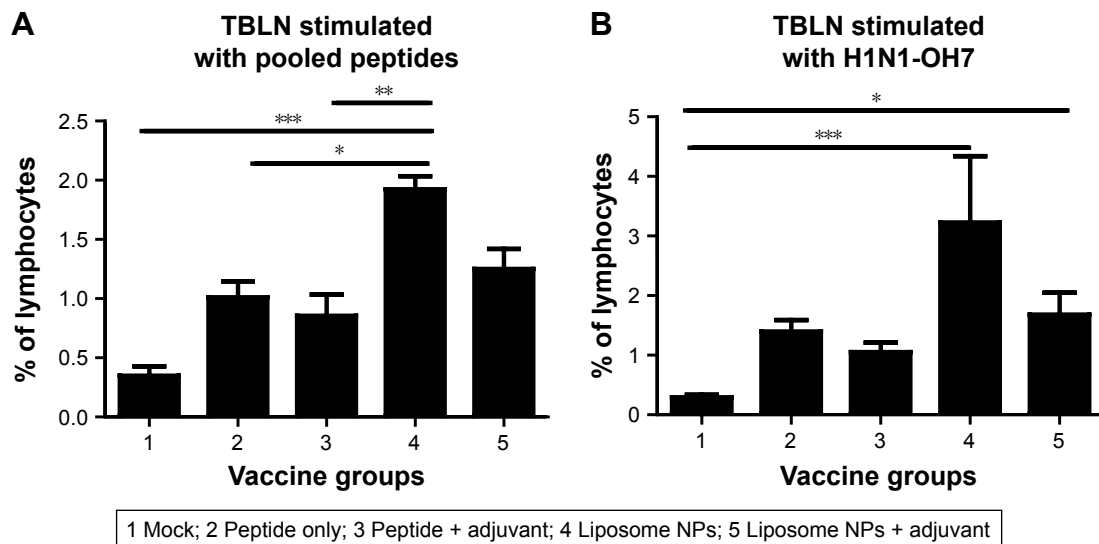 A
TBLN stimulated
with pooled peptides
**
***
*
2.5
2.0
1.5
1.0
0.5
0.0
% of lymphocytes
1 2 3 4 5
Vaccine groups
B
TBLN stimulated
with H1N1-OH7
*
***
5
4
3
2
1
0
% of lymphocytes
1 2 3 4 5
Vaccine groups
1 Mock; 2 Peptide only; 3 Peptide + adjuvant; 4 Liposome NPs; 5 Liposome NPs + adjuvant